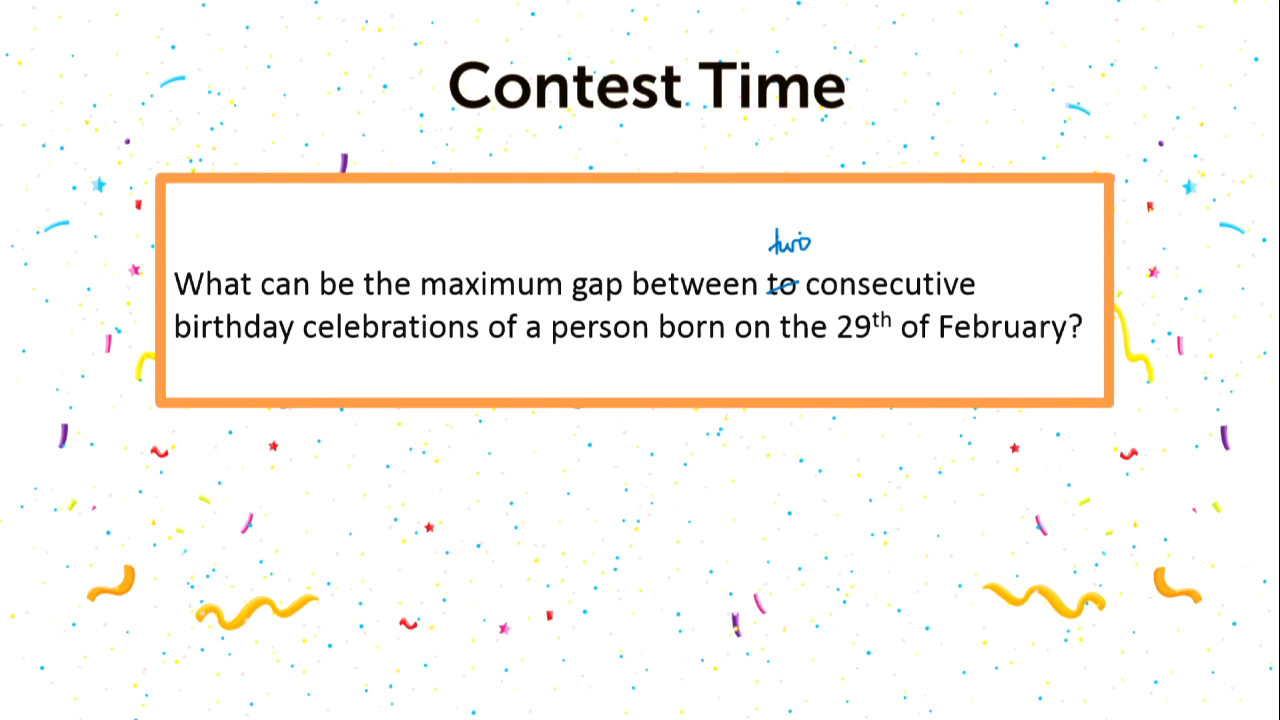 Contest Time
two
What can be the maximum gap between to consecutive
birthday celebrations of a person born on the 29th of February?